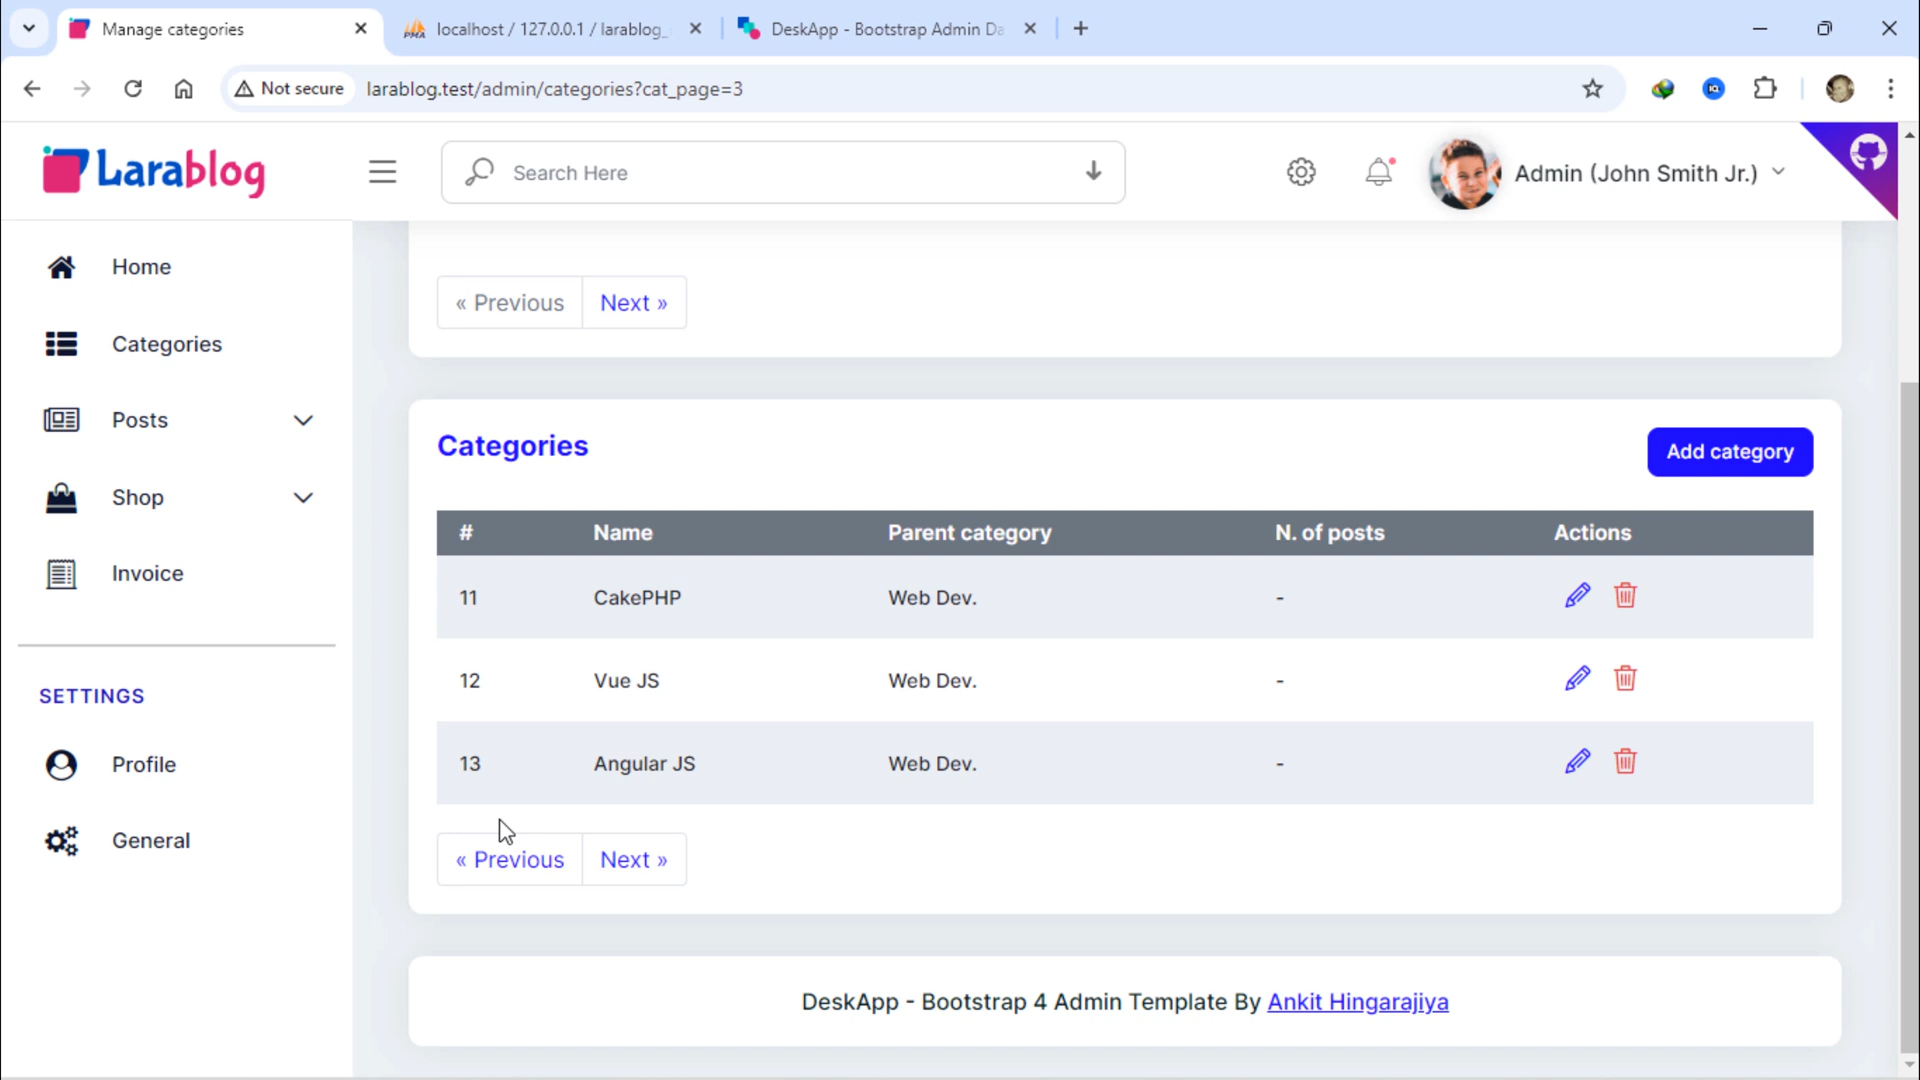 Manage categories
localhost / 127.0.0.1 / larablog_
DeskApp - Bootstrap Admin Da
Not secure
larablog.test/admin/categories?cat_page=3
Larablog
Search Here
Admin (John Smith Jr.)
Home
Categories
Posts
Shop
Invoice
SETTINGS
Profile
General
« Previous Next »
Categories
Add category
# Name Parent category N. of posts Actions
11 CakePHP Web Dev. -
12 Vue JS Web Dev. -
13 Angular JS Web Dev. -
« Previous Next »
DeskApp - Bootstrap 4 Admin Template By Ankit Hingarajiya